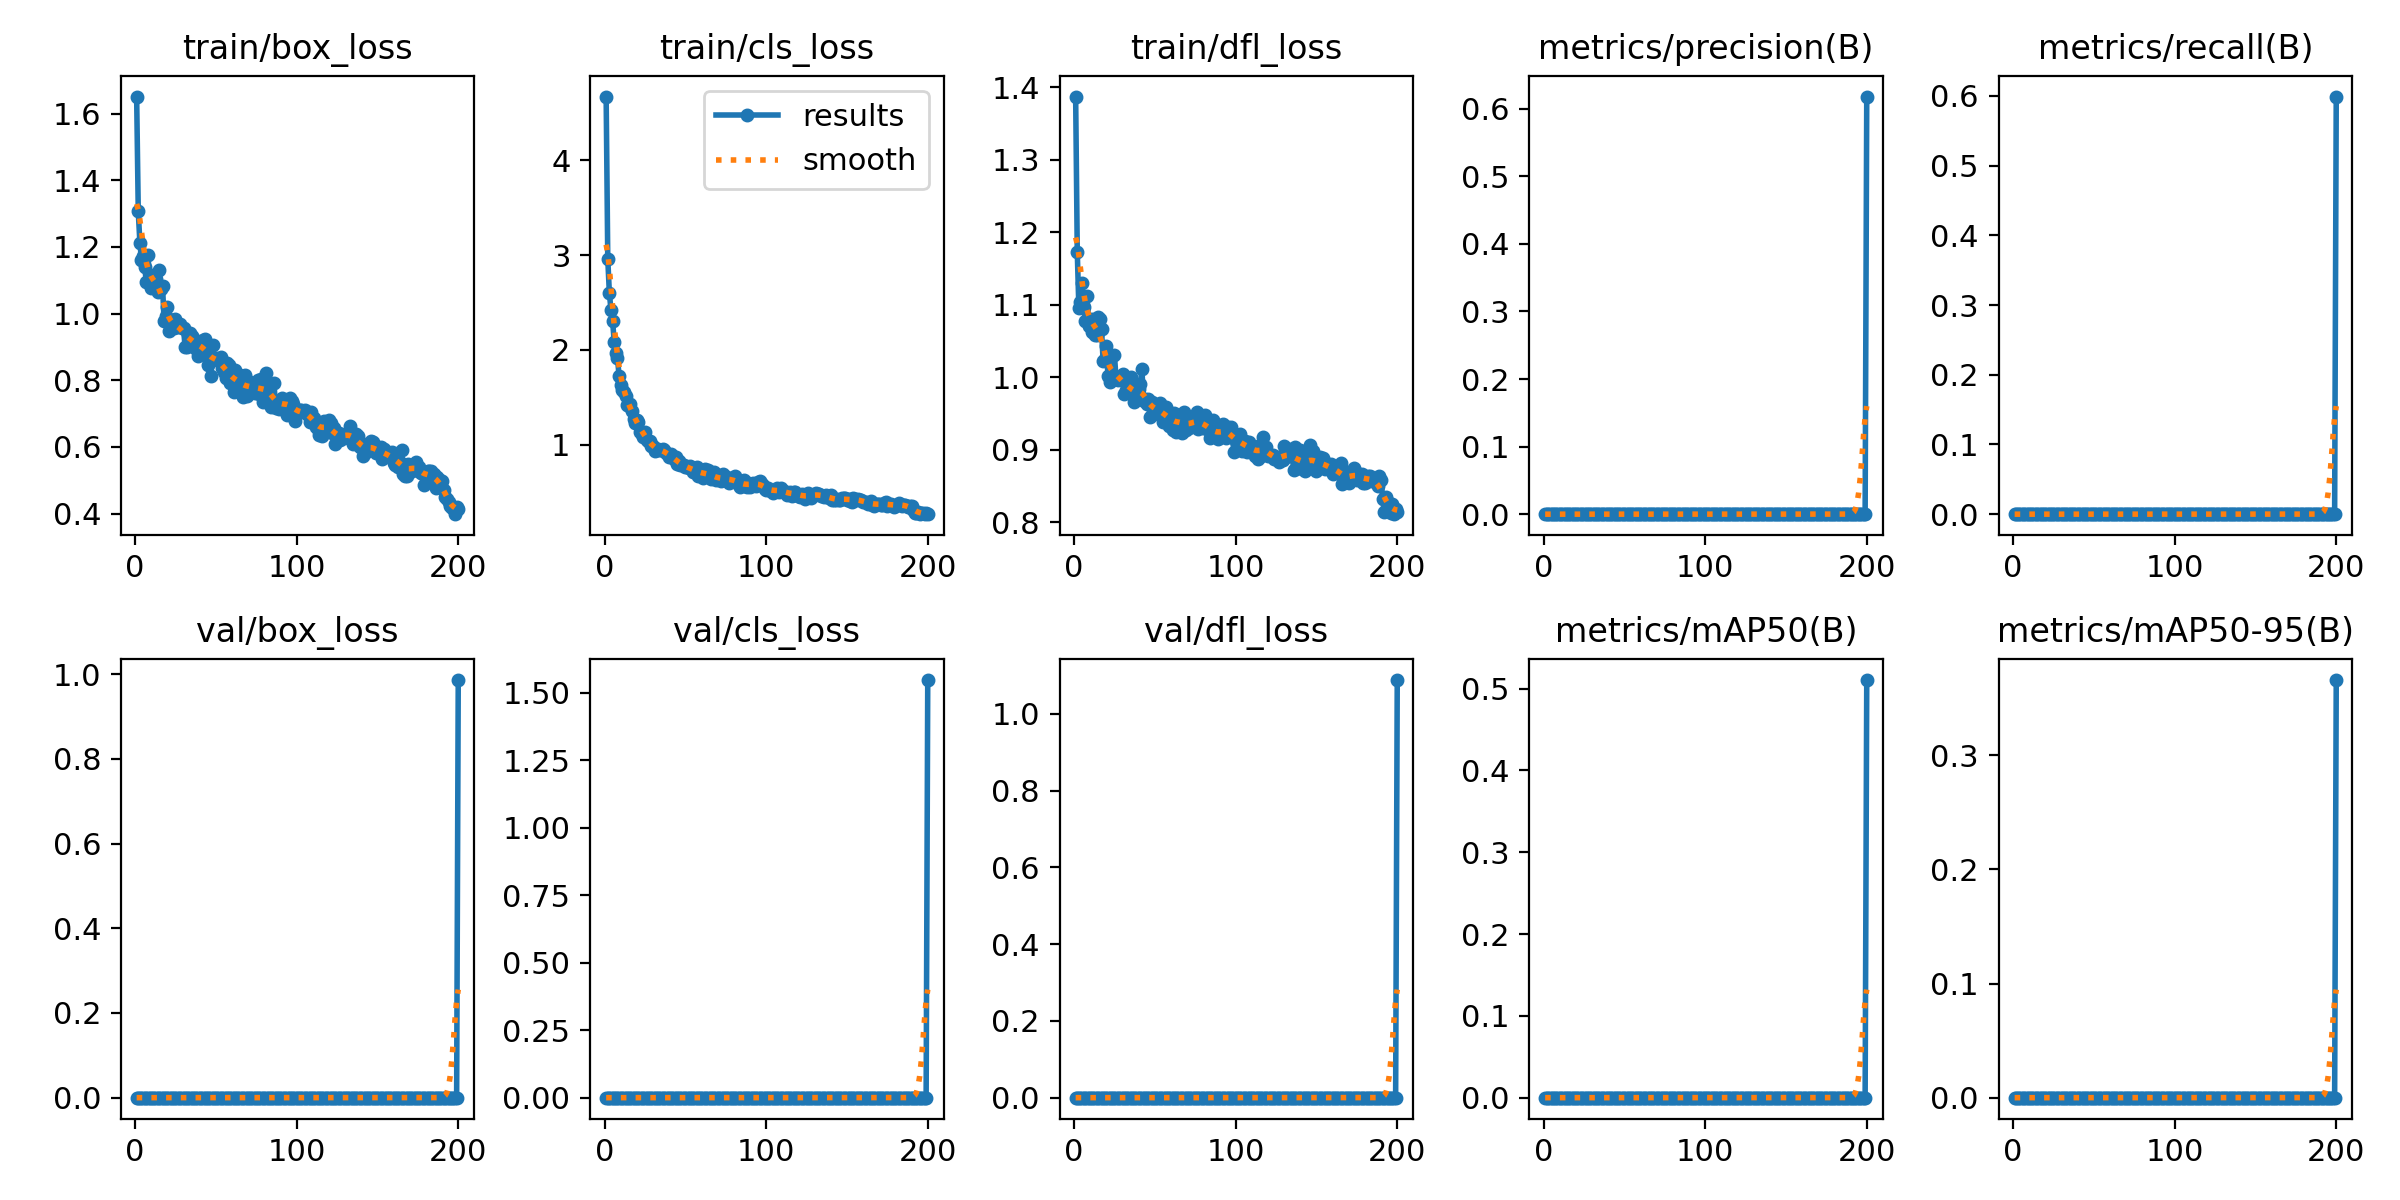 train/box_loss
1.6
1.4
1.2
1.0
0.8
0.6
0.4
0 100 200
train/cls_loss
results
smooth
4
3
2
1
0 100 200
train/dfl_loss
1.4
1.3
1.2
1.1
1.0
0.9
0.8
0 100 200
metrics/precision(B)
0.6
0.5
0.4
0.3
0.2
0.1
0.0
0 100 200
metrics/recall(B)
0.6
0.5
0.4
0.3
0.2
0.1
0.0
0 100 200
val/box_loss
1.0
0.8
0.6
0.4
0.2
0.0
0 100 200
val/cls_loss
1.50
1.25
1.00
0.75
0.50
0.25
0.00
0 100 200
val/dfl_loss
1.0
0.8
0.6
0.4
0.2
0.0
0 100 200
metrics/mAP50(B)
0.5
0.4
0.3
0.2
0.1
0.0
0 100 200
metrics/mAP50-95(B)
0.3
0.2
0.1
0.0
0 100 200